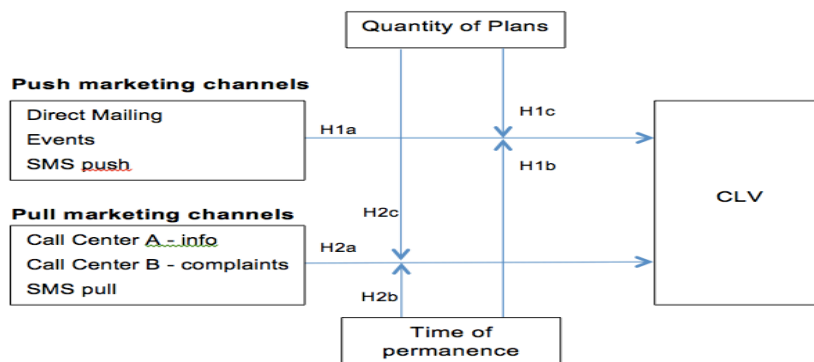 Quantity of Plans
Push marketing channels
Direct Mailing
Events
SMS push
H1a
H1c
H1b
CLV
Pull marketing channels
Call Center A - info
Call Center B - complaints
SMS pull
H2c
H2a
H2b
Time of
permanence